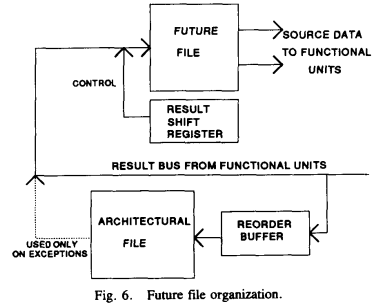 FUTURE
FILE
SOURCE DATA
TO FUNCTIONAL
UNITS
CONTROL
RESULT
SHIFT
REGISTER
RESULT BUS FROM FUNCTIONAL UNITS
ARCHITECTURAL
FILE
REORDER
BUFFER
USED ONLY
ON EXCEPTIONS
Fig. 6. Future file organization.